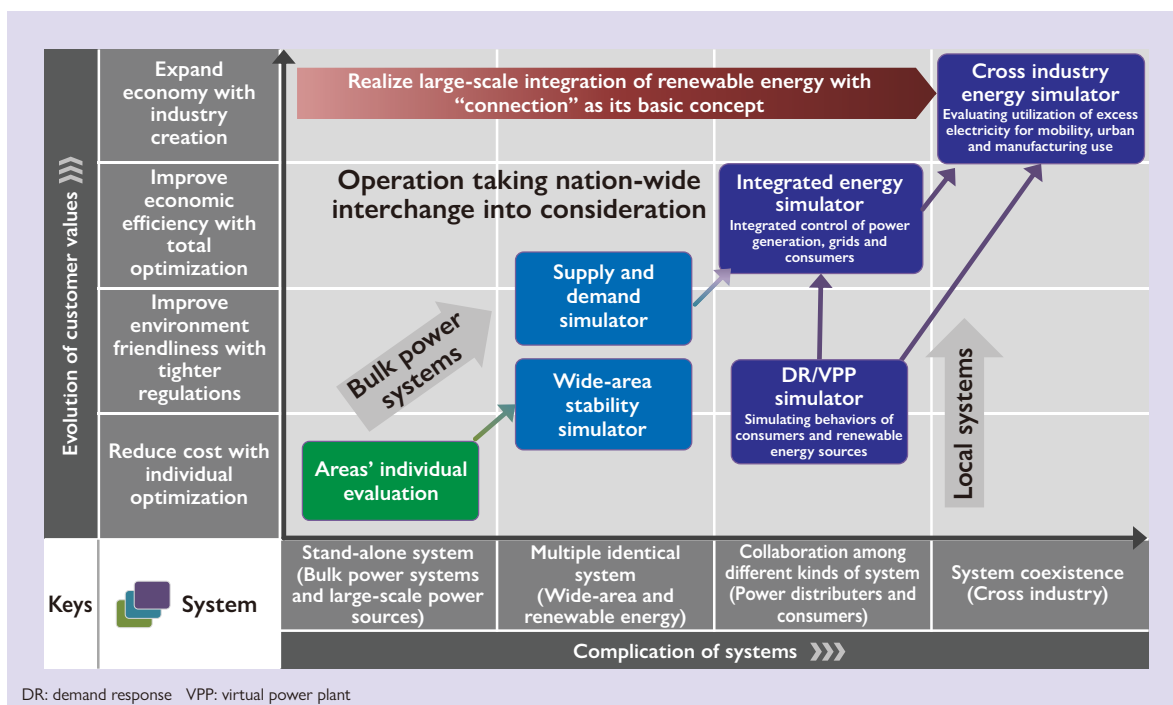 Evolution of customer values
Expand
economy with
industry
creation
Improve
economic
efficiency with
total
optimization
Improve
environment
friendliness with
tighter
regulations
Reduce cost with
individual
optimization
Realize large-scale integration of renewable energy with
“connection” as its basic concept
Cross industry
energy simulator
Evaluating utilization of excess
electricity for mobility, urban
and manufacturing use
Operation taking nation-wide
interchange into consideration
Integrated energy
simulator
Integrated control of power
generation, grids and
consumers
Supply and
demand
simulator
Bulk power
systems
Wide-area
stability
simulator
DR/VPP
simulator
Simulating behaviors of
consumers and renewable
energy sources
Local systems
Areas’ individual
evaluation
Keys
System
Stand-alone system
(Bulk power systems
and large-scale power
sources)
Multiple identical
system
(Wide-area and
renewable energy)
Collaboration among
different kinds of system
(Power distributers and
consumers)
System coexistence
(Cross industry)
Complication of systems
DR: demand response VPP: virtual power plant